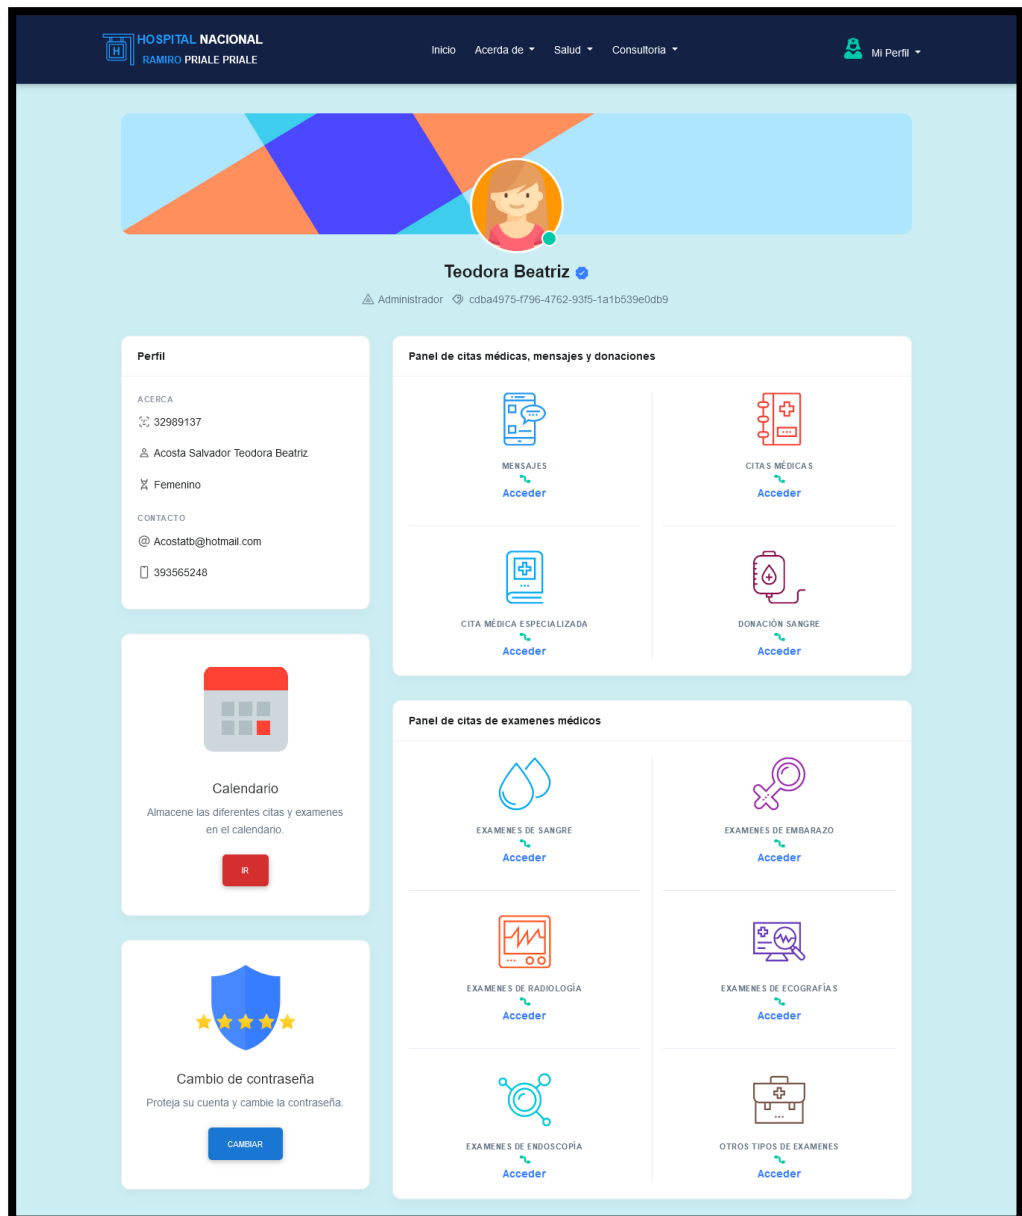 HOSPITAL NACIONAL
RAMIRO PRIALE PRIALE
H
Inicio Acerda de Salud Consultoria
Mi Perfil
Teodora Beatriz
Administrador cdba4975-f796-4762-93f5-1a1b539e0db9
Perfil
ACERCA
32989137
Acosta Salvador Teodora Beatriz
Femenino
CONTACTO
@ Acostatb@hotmail.com
393565248
Calendario
Almacene las diferentes citas y examenes
en el calendario.
IR
Cambio de contraseña
Proteja su cuenta y cambie la contraseña.
CAMBIAR
Panel de citas médicas, mensajes y donaciones
MENSAJES
Acceder
CITAS MÉDICAS
Acceder
CITA MÉDICA ESPECIALIZADA
Acceder
DONACIÓN SANGRE
Acceder
Panel de citas de examenes médicos
EXAMENES DE SANGRE
Acceder
EXAMENES DE EMBARAZO
Acceder
EXAMENES DE RADIOLOGÍA
Acceder
EXAMENES DE ECOGRAFÍAS
Acceder
EXAMENES DE ENDOSCOPÍA
Acceder
OTROS TIPOS DE EXAMENES
Acceder